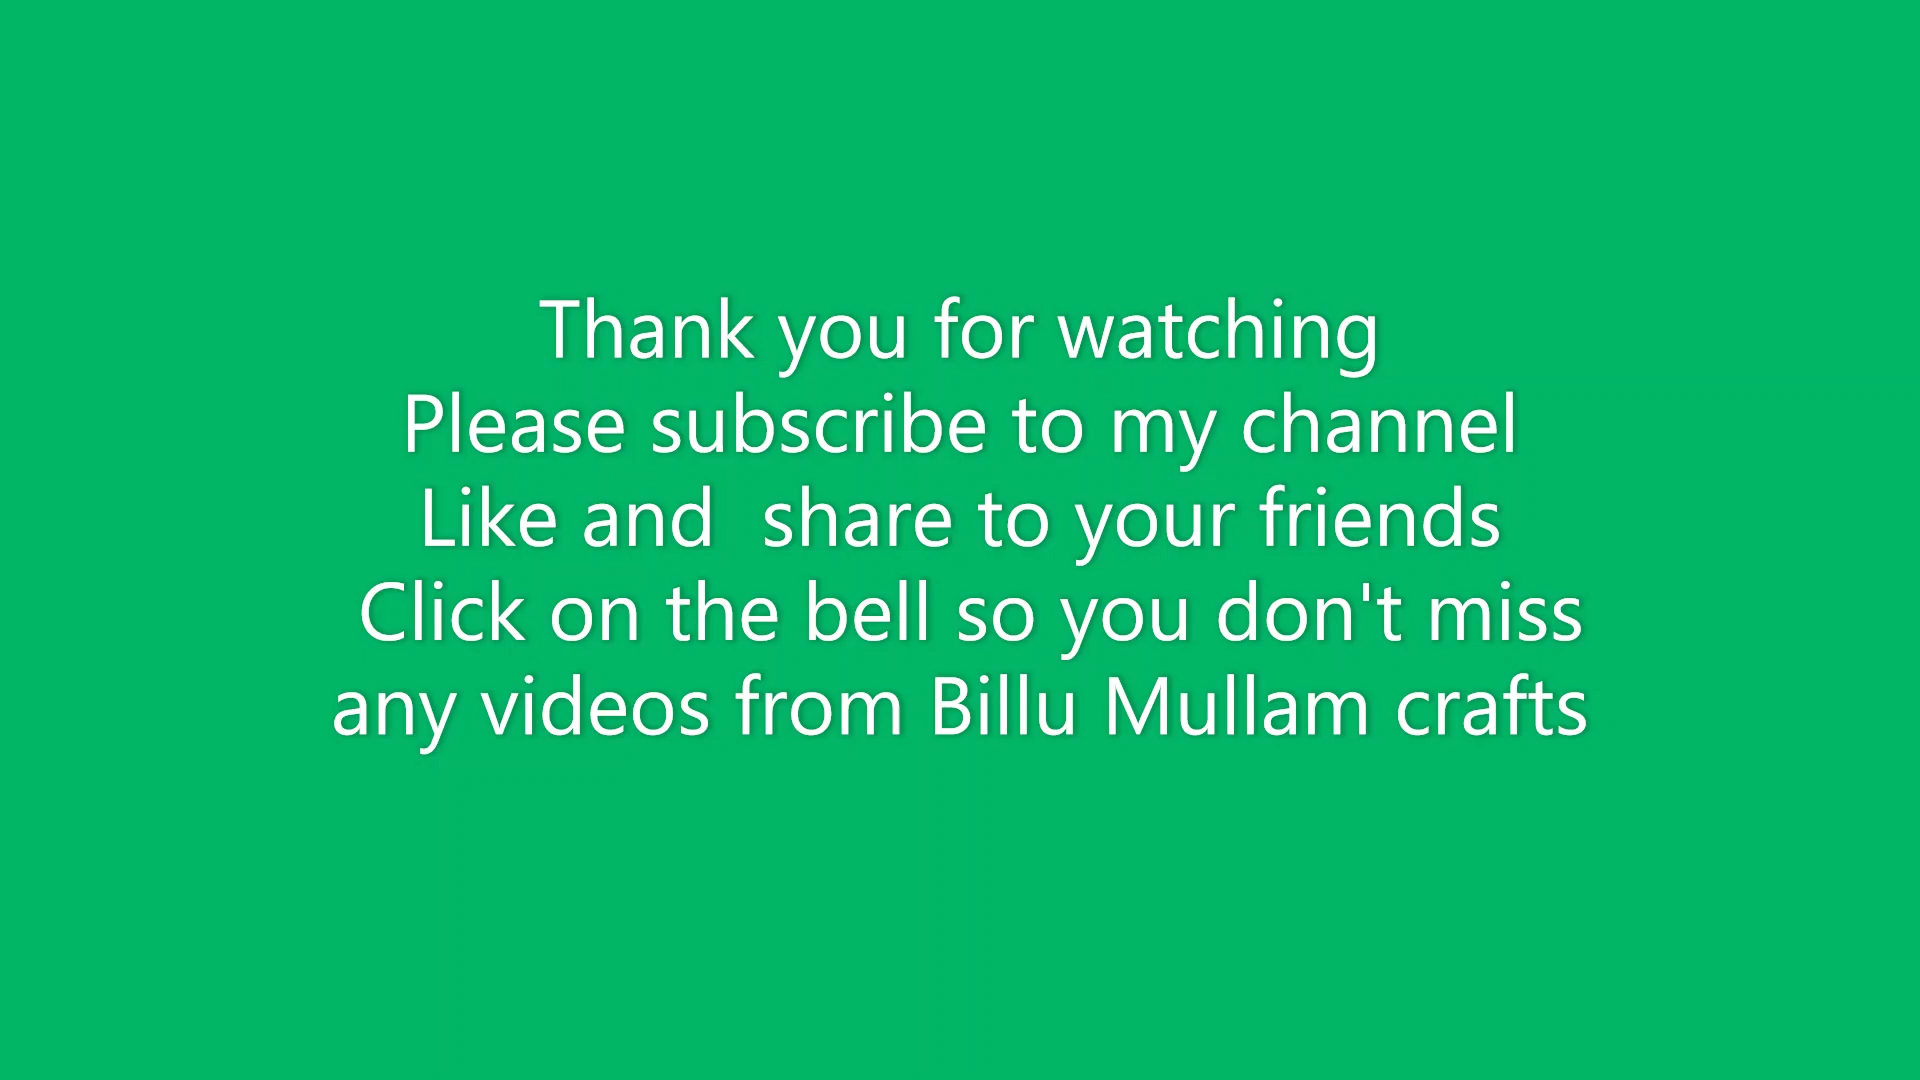 Thank you for watching
Please subscribe to my channel
Like and  share to your friends
Click on the bell so you don't miss
any videos from Billu Mullam crafts